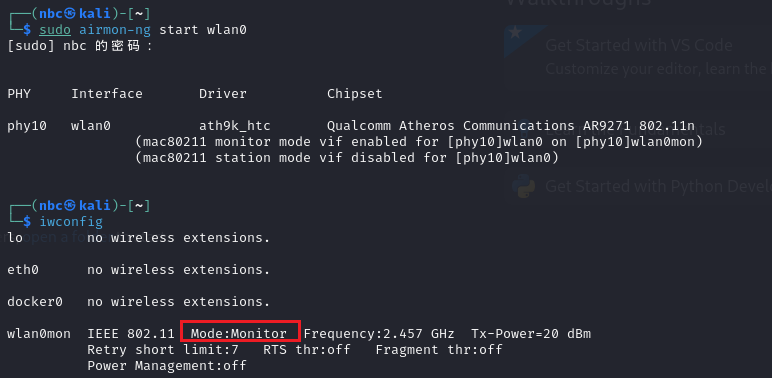 Walkthroughs
┌──(nbc㉿kali)-[~]
└─$ sudo airmon-ng start wlan0
[sudo] nbc 的密码：
Get Started with VS Code
Customize your editor, learn the
PHY     Interface       Driver          Chipset
phy10   wlan0           ath9k_htc       Qualcomm Atheros Communications AR9271 802.11n
(mac80211 monitor mode vif enabled for [phy10]wlan0 on [phy10]wlan0mon)
(mac80211 station mode vif disabled for [phy10]wlan0)
Get Started with Python Devel
┌──(nbc㉿kali)-[~]
└─$ iwconfig
lo        no wireless extensions.
eth0      no wireless extensions.
docker0   no wireless extensions.
wlan0mon  IEEE 802.11  Mode:Monitor  Frequency:2.457 GHz  Tx-Power=20 dBm
Retry short limit:7   RTS thr:off   Fragment thr:off
Power Management:off